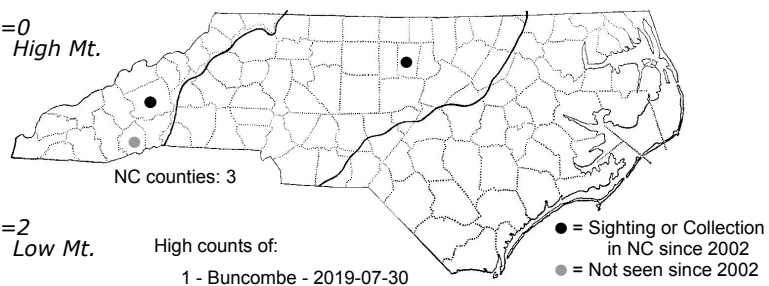 =0
High Mt.
NC counties: 3
=2
Low Mt.
High counts of:
1 - Buncombe - 2019-07-30
● = Sighting or Collection
in NC since 2002
● = Not seen since 2002